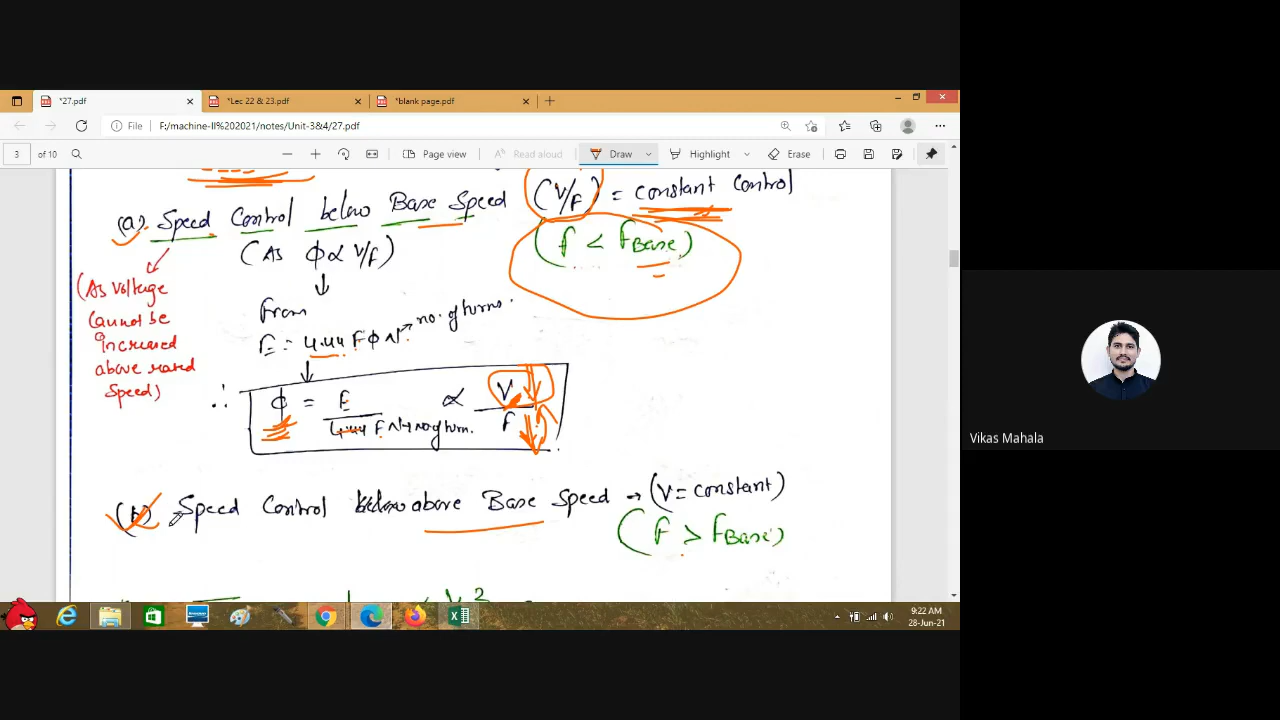 *27.pdf
*Lec 22 & 23.pdf
*blank page.pdf
File
F:/machine-II%202021/notes/Unit-3&4/27.pdf
3 of 10
Page view
Read aloud
Draw
Highlight
Erase
(a). Speed Control below Base Speed (V/F) = constant Control
(As ϕ ∝ V/f)
(f < FBase)
(As Voltage
Cannot be
increased
above rated
Speed)
From
E = 4.44 F ϕ N → no. of turns.
∴ ϕ = E / 4.44 F N → no of turn. ∝ V / f
(b) Speed Control below above Base Speed → (V = constant)
(F > FBase)
Vikas Mahala
9:22 AM
28-Jun-21